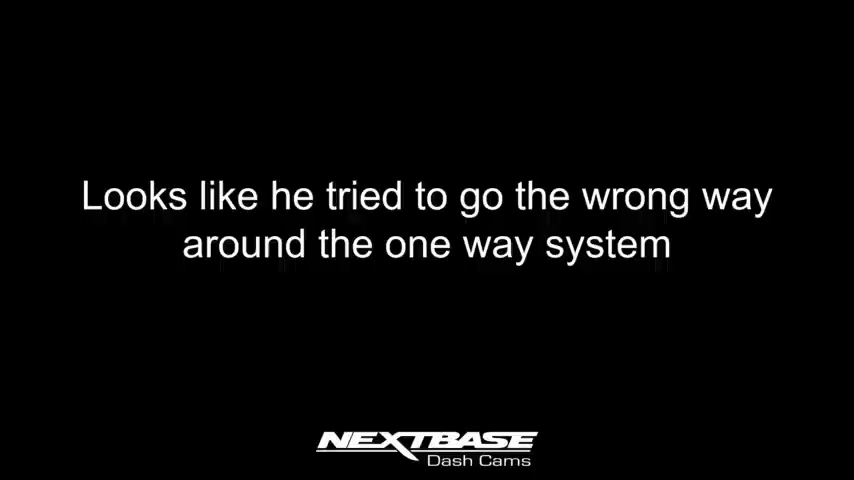 Looks like he tried to go the wrong way
around the one way system
NEXTBASE
Dash Cams